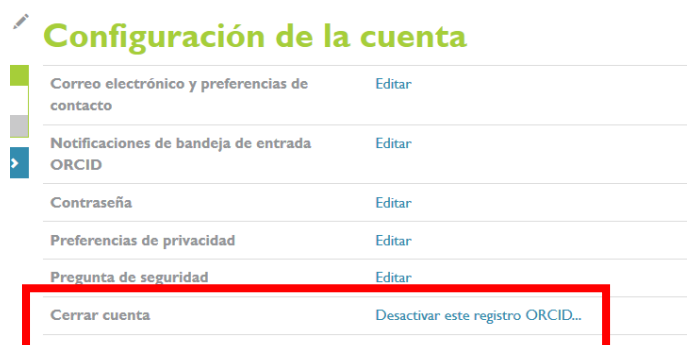 Configuración de la cuenta
Correo electrónico y preferencias de Editar
contacto
Notificaciones de bandeja de entrada Editar
ORCID
Contraseña Editar
Preferencias de privacidad Editar
Pregunta de seguridad Editar
Cerrar cuenta Desactivar este registro ORCID...